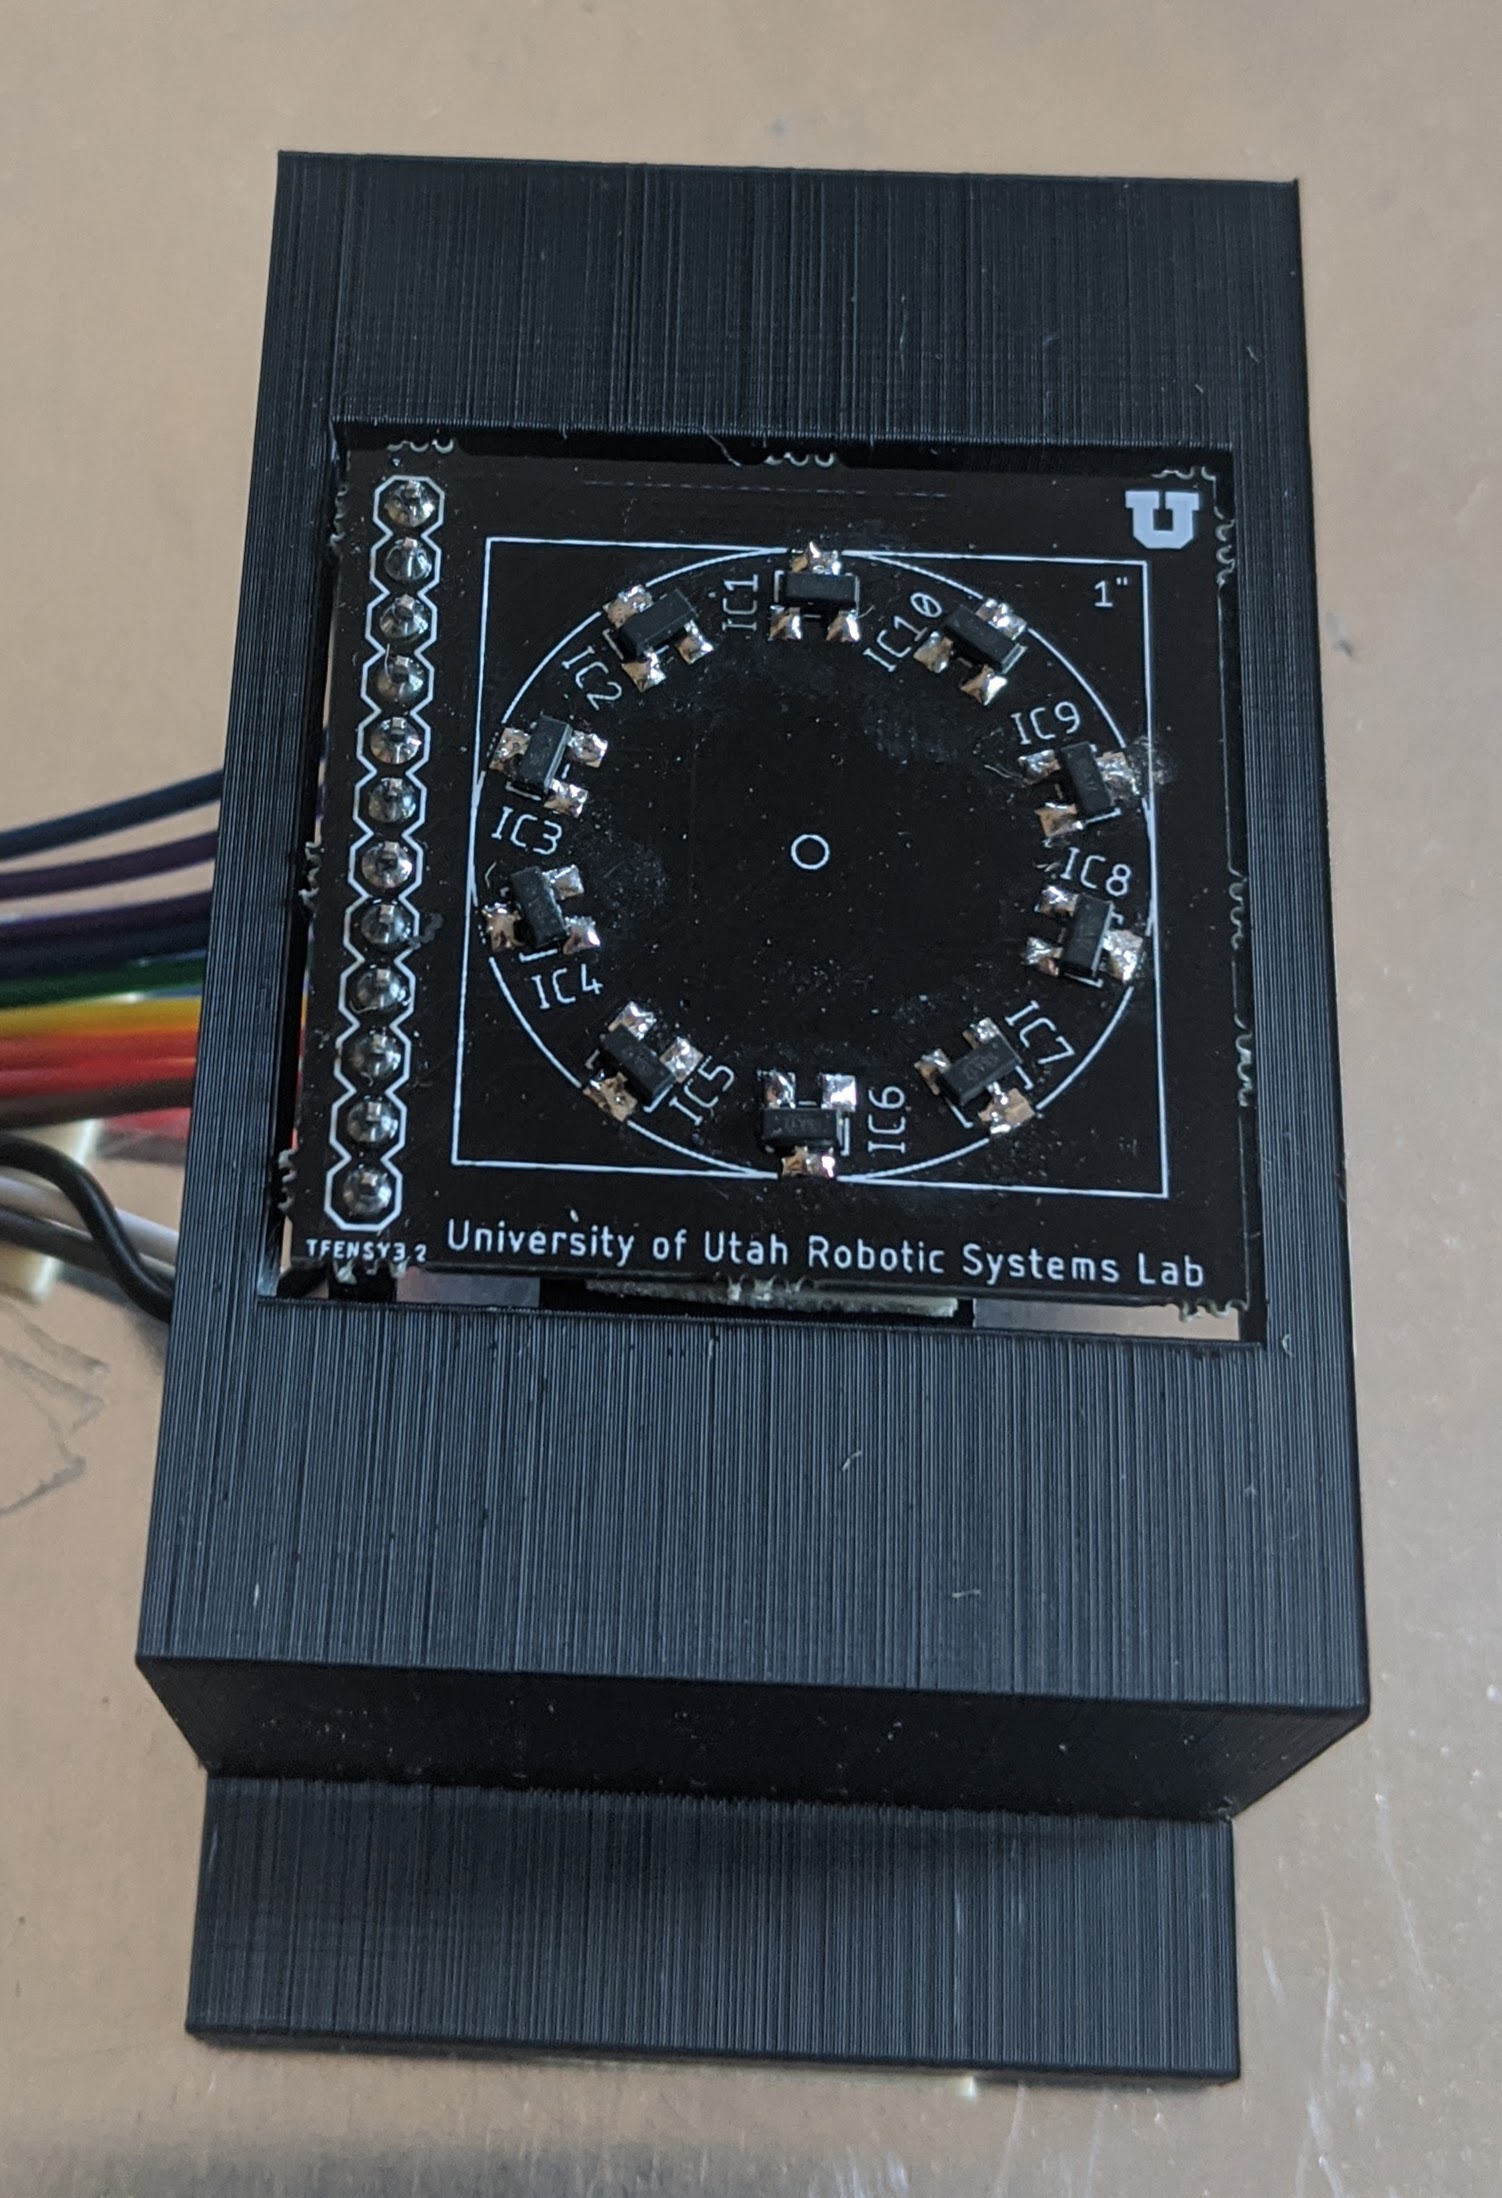 U
1"
IC1
IC10
IC2
IC9
IC3
IC8
IC4
IC7
IC5
IC6
TEENSY3.2
University of Utah Robotic Systems Lab